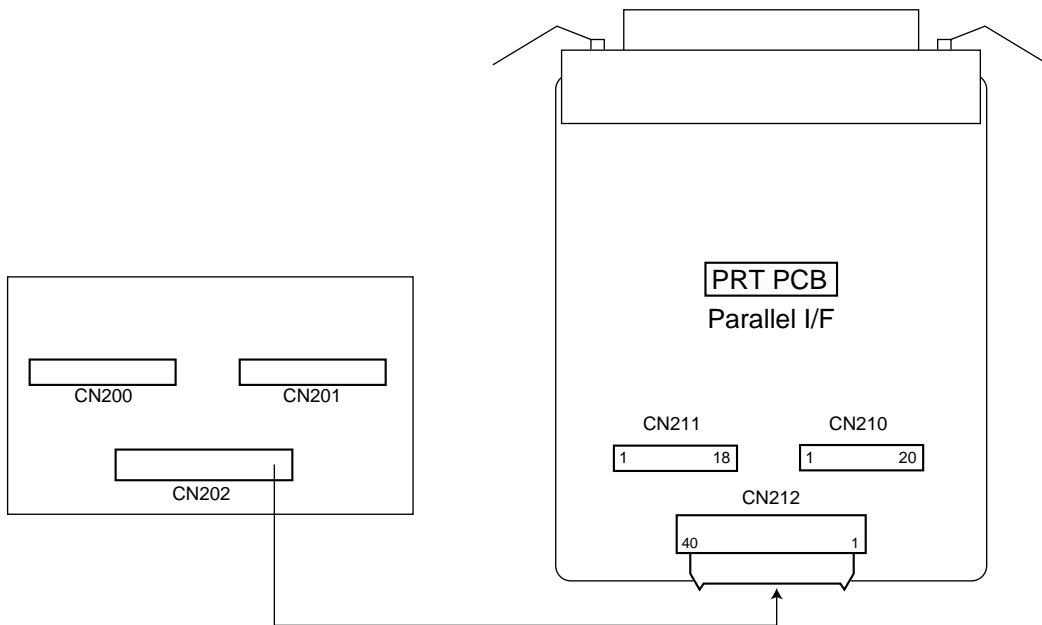 PRT PCB
Parallel I/F
CN200
CN201
CN202
CN211
CN210
1 18
1 20
CN212
40 1